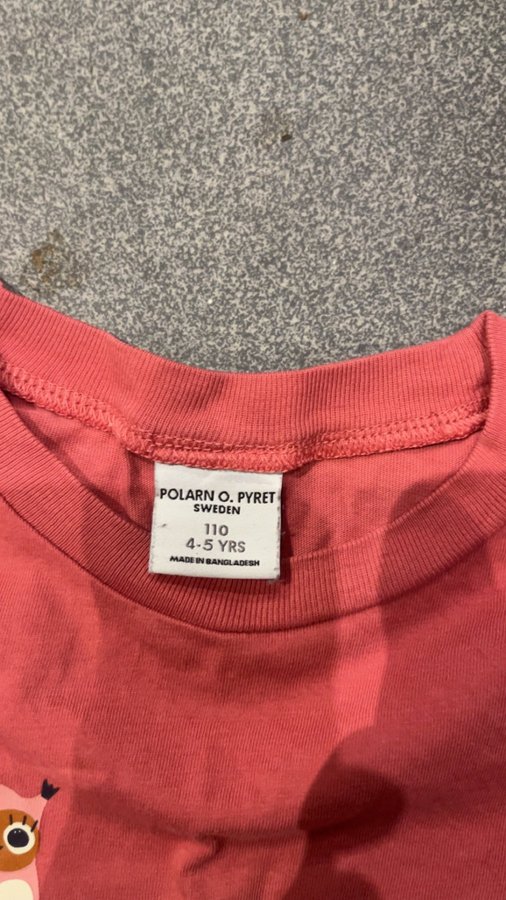 POLARN O. PYRET
SWEDEN
110
4-5 YRS
MADE IN BANGLADESH